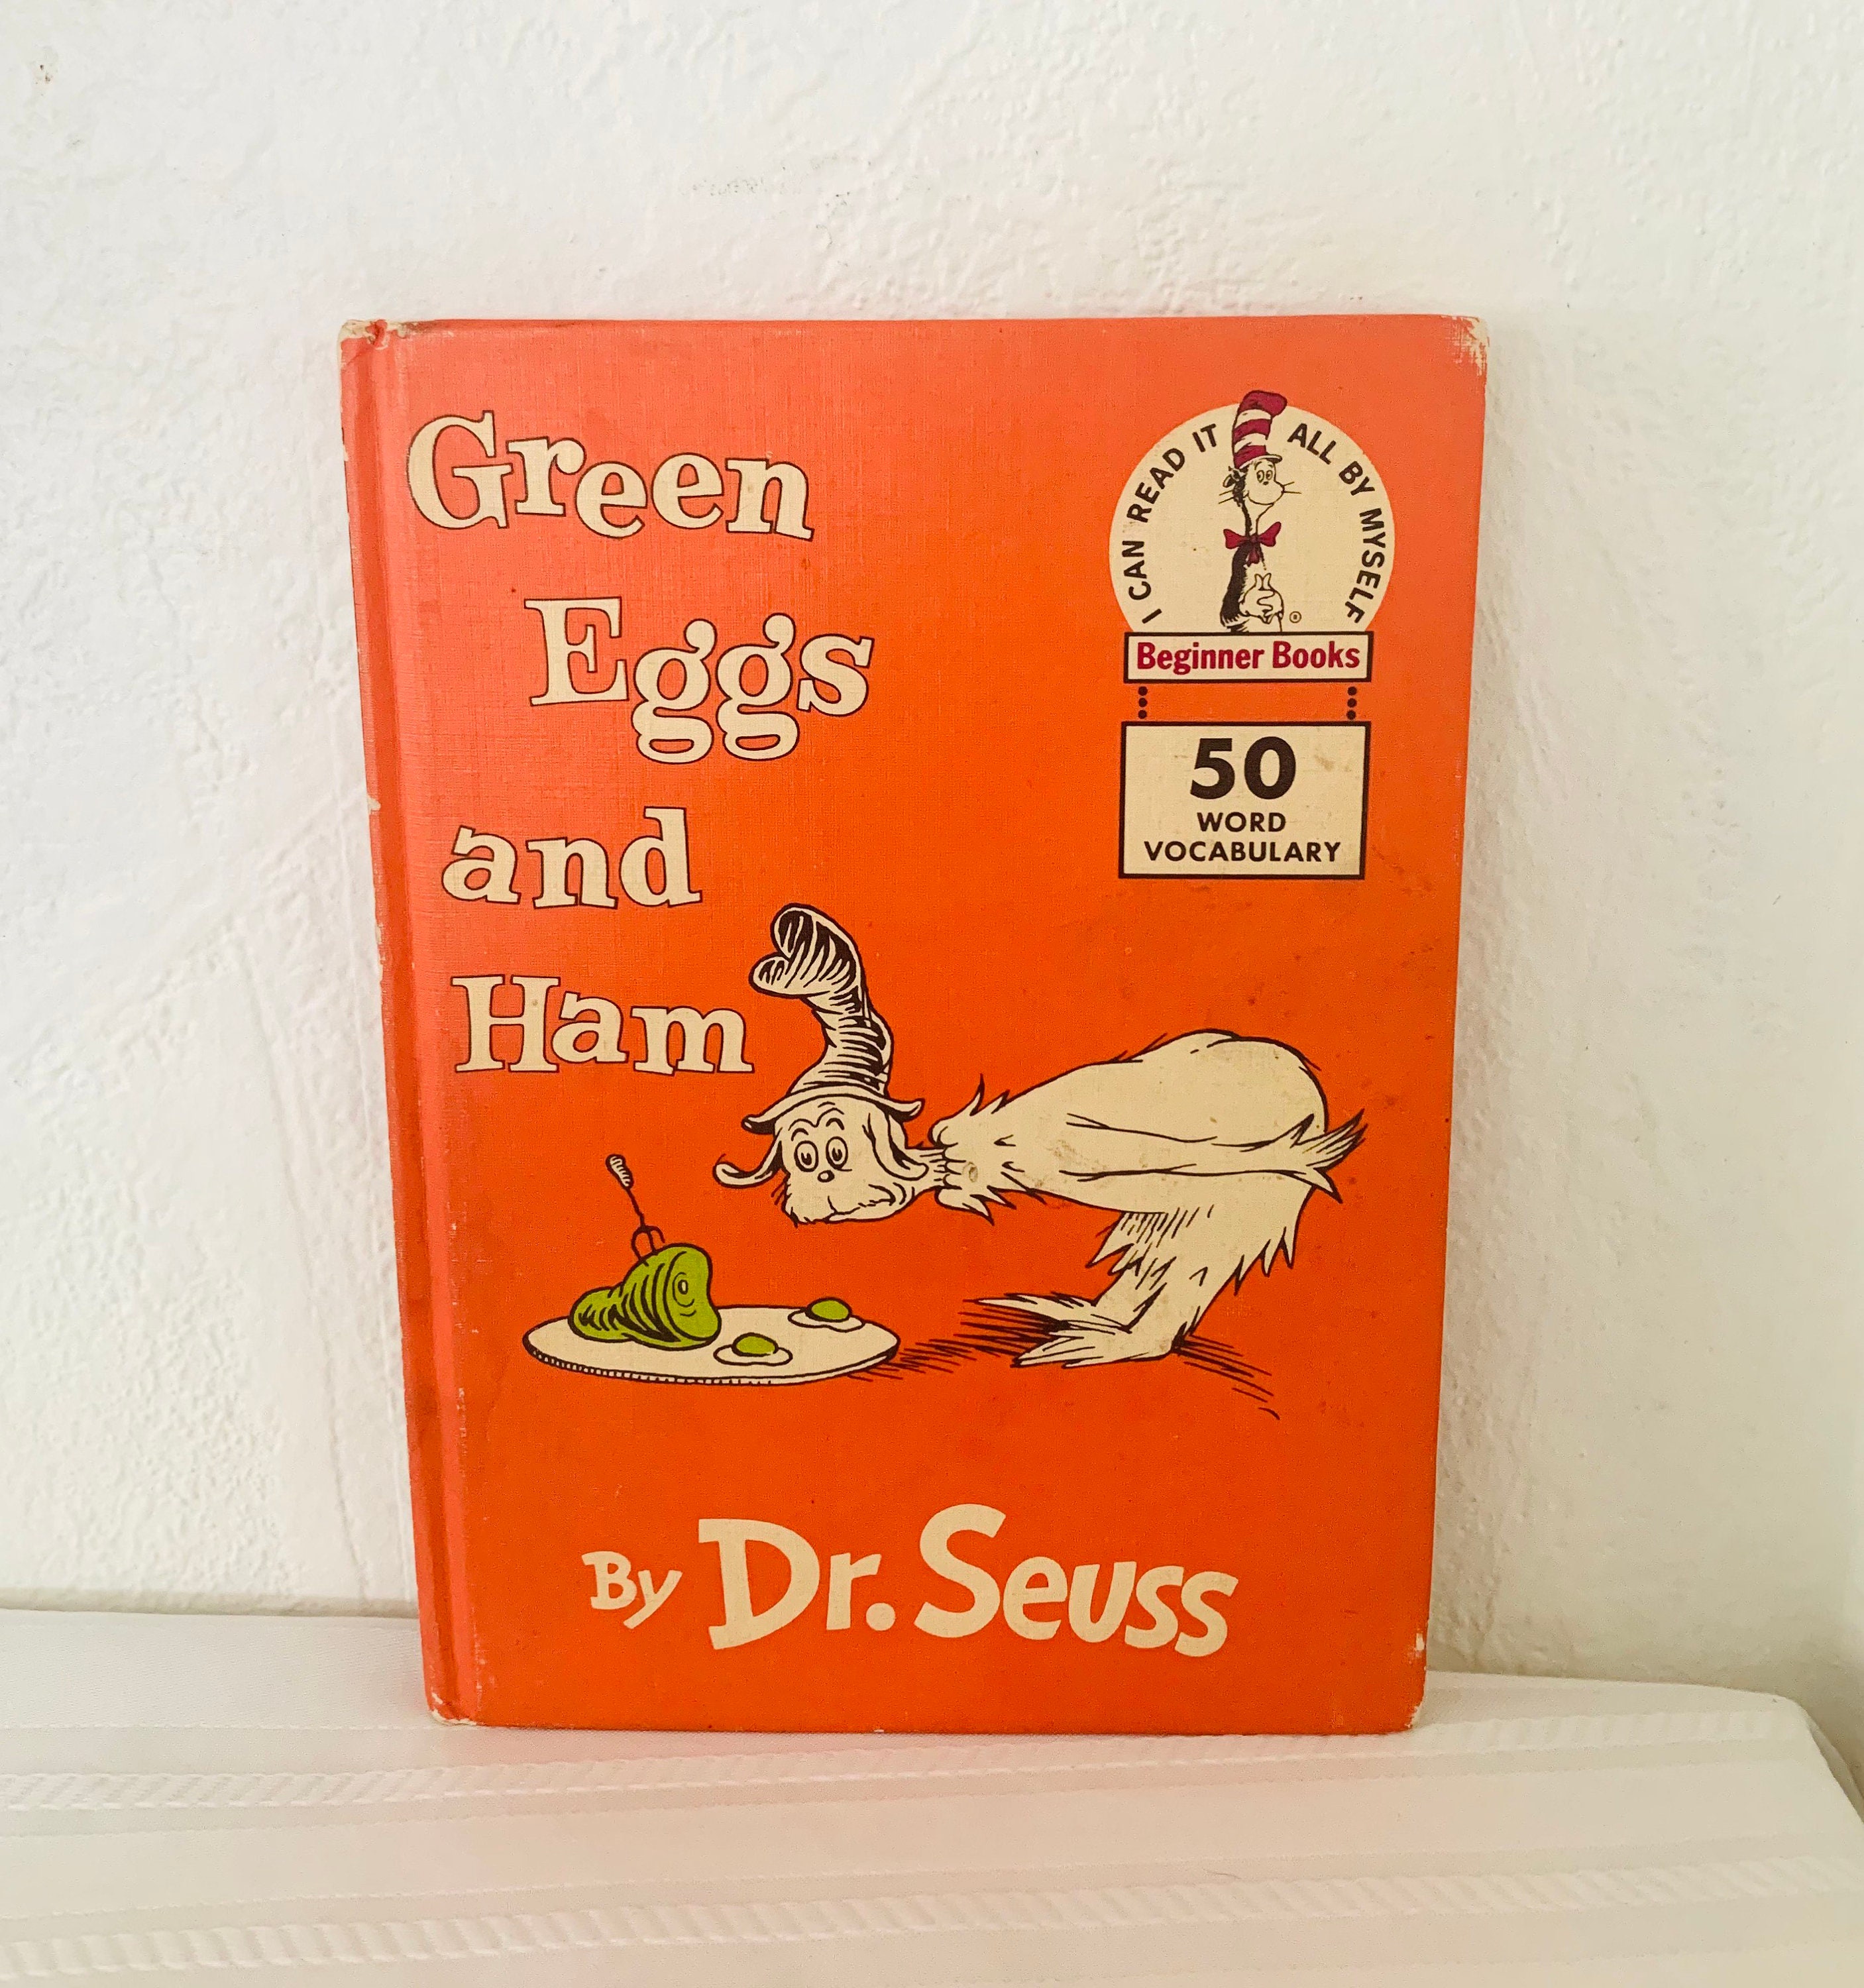 Green
Eggs
and
Ham
I CAN READ IT ALL BY MYSELF
®
Beginner Books
50
WORD
VOCABULARY
By Dr. Seuss